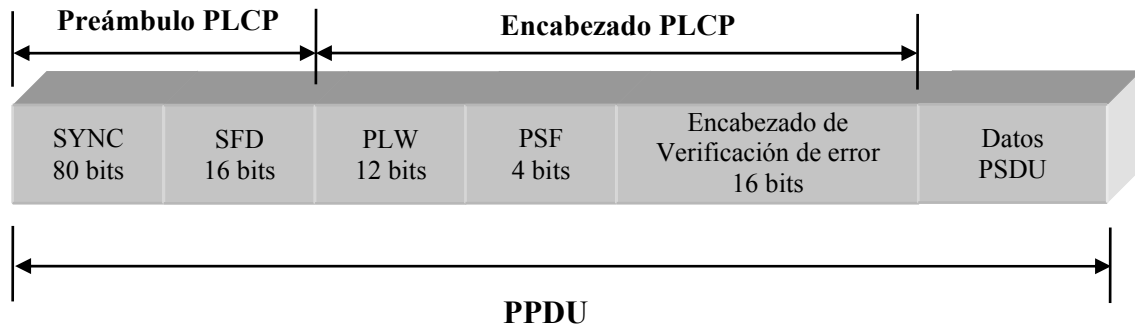 Preámbulo PLCP
Encabezado PLCP
SYNC
80 bits
SFD
16 bits
PLW
12 bits
PSF
4 bits
Encabezado de
Verificación de error
16 bits
Datos
PSDU
PPDU